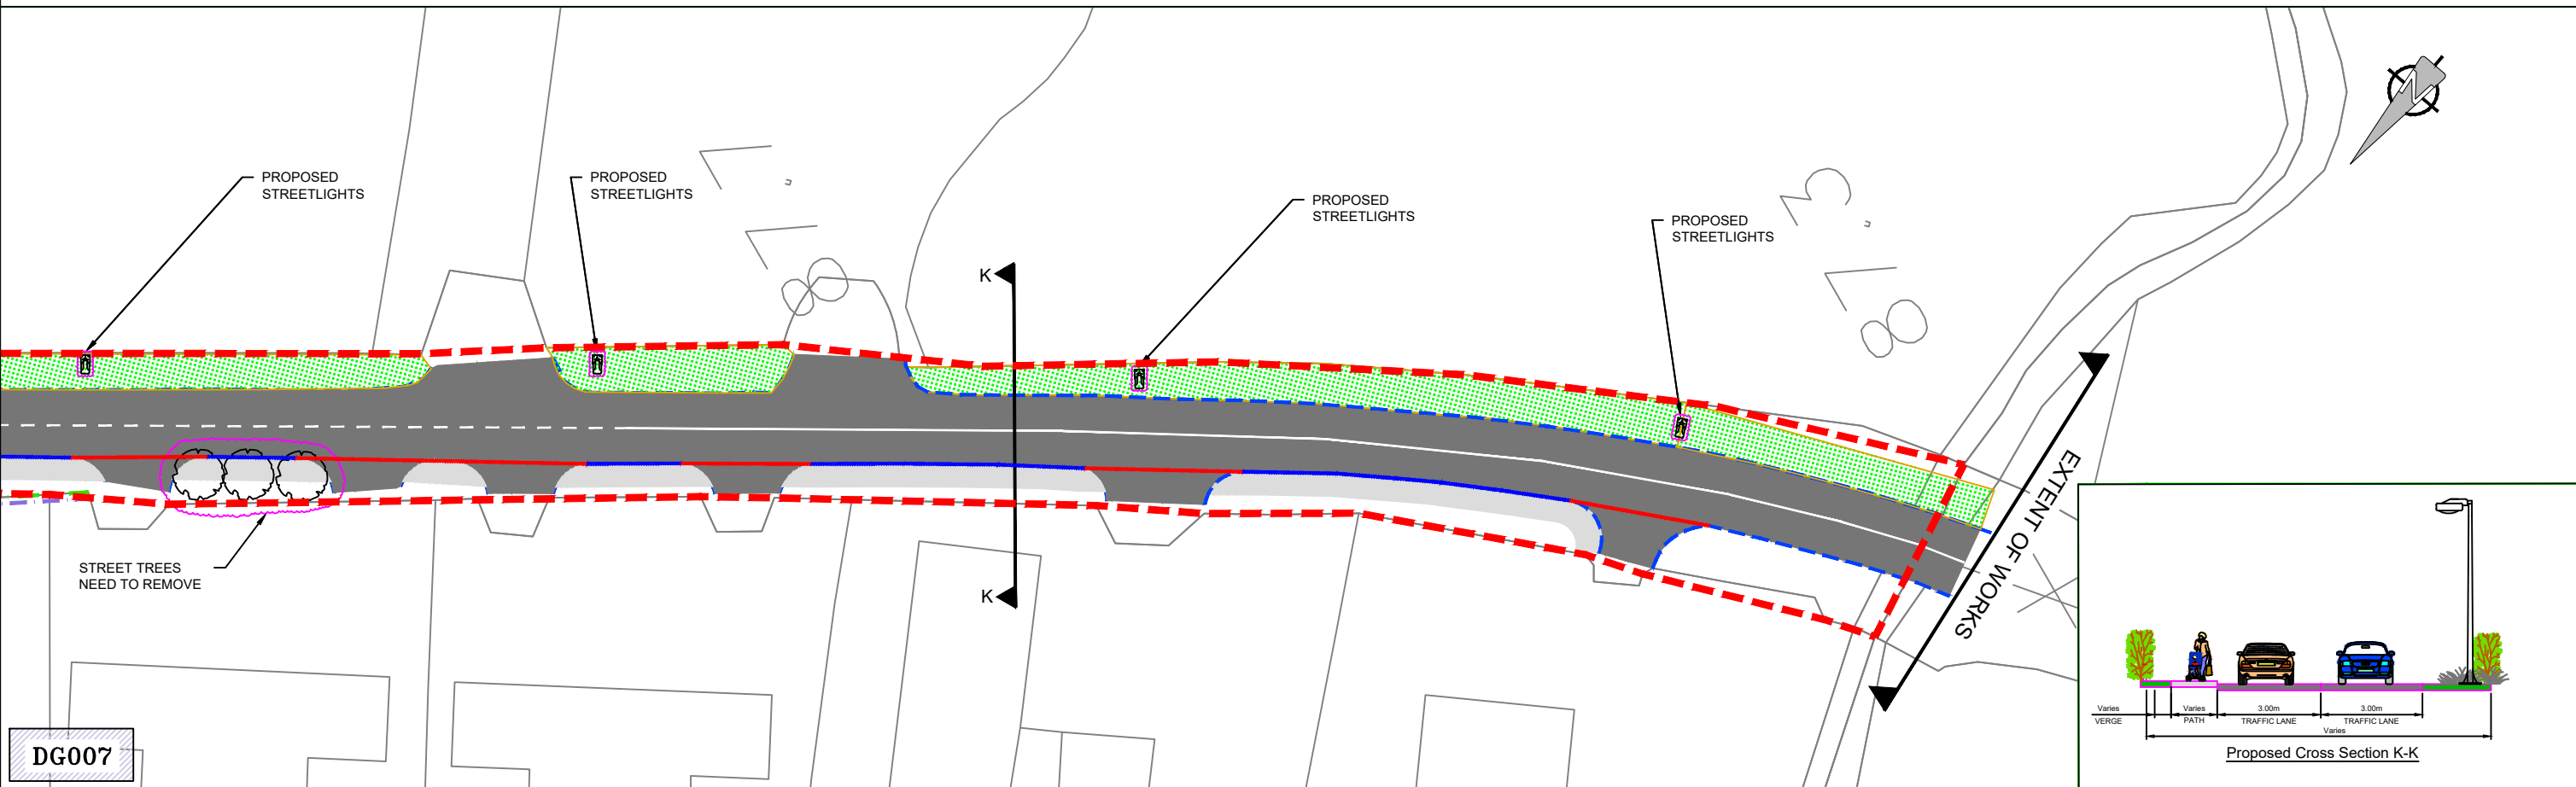 PROPOSED
STREETLIGHTS
PROPOSED
STREETLIGHTS
PROPOSED
STREETLIGHTS
PROPOSED
STREETLIGHTS
N
K
K
STREET TREES
NEED TO REMOVE
EXTENT OF WORKS
DG007
Varies
VERGE
Varies
PATH
3.00m
TRAFFIC LANE
3.00m
TRAFFIC LANE
Varies
Proposed Cross Section K-K